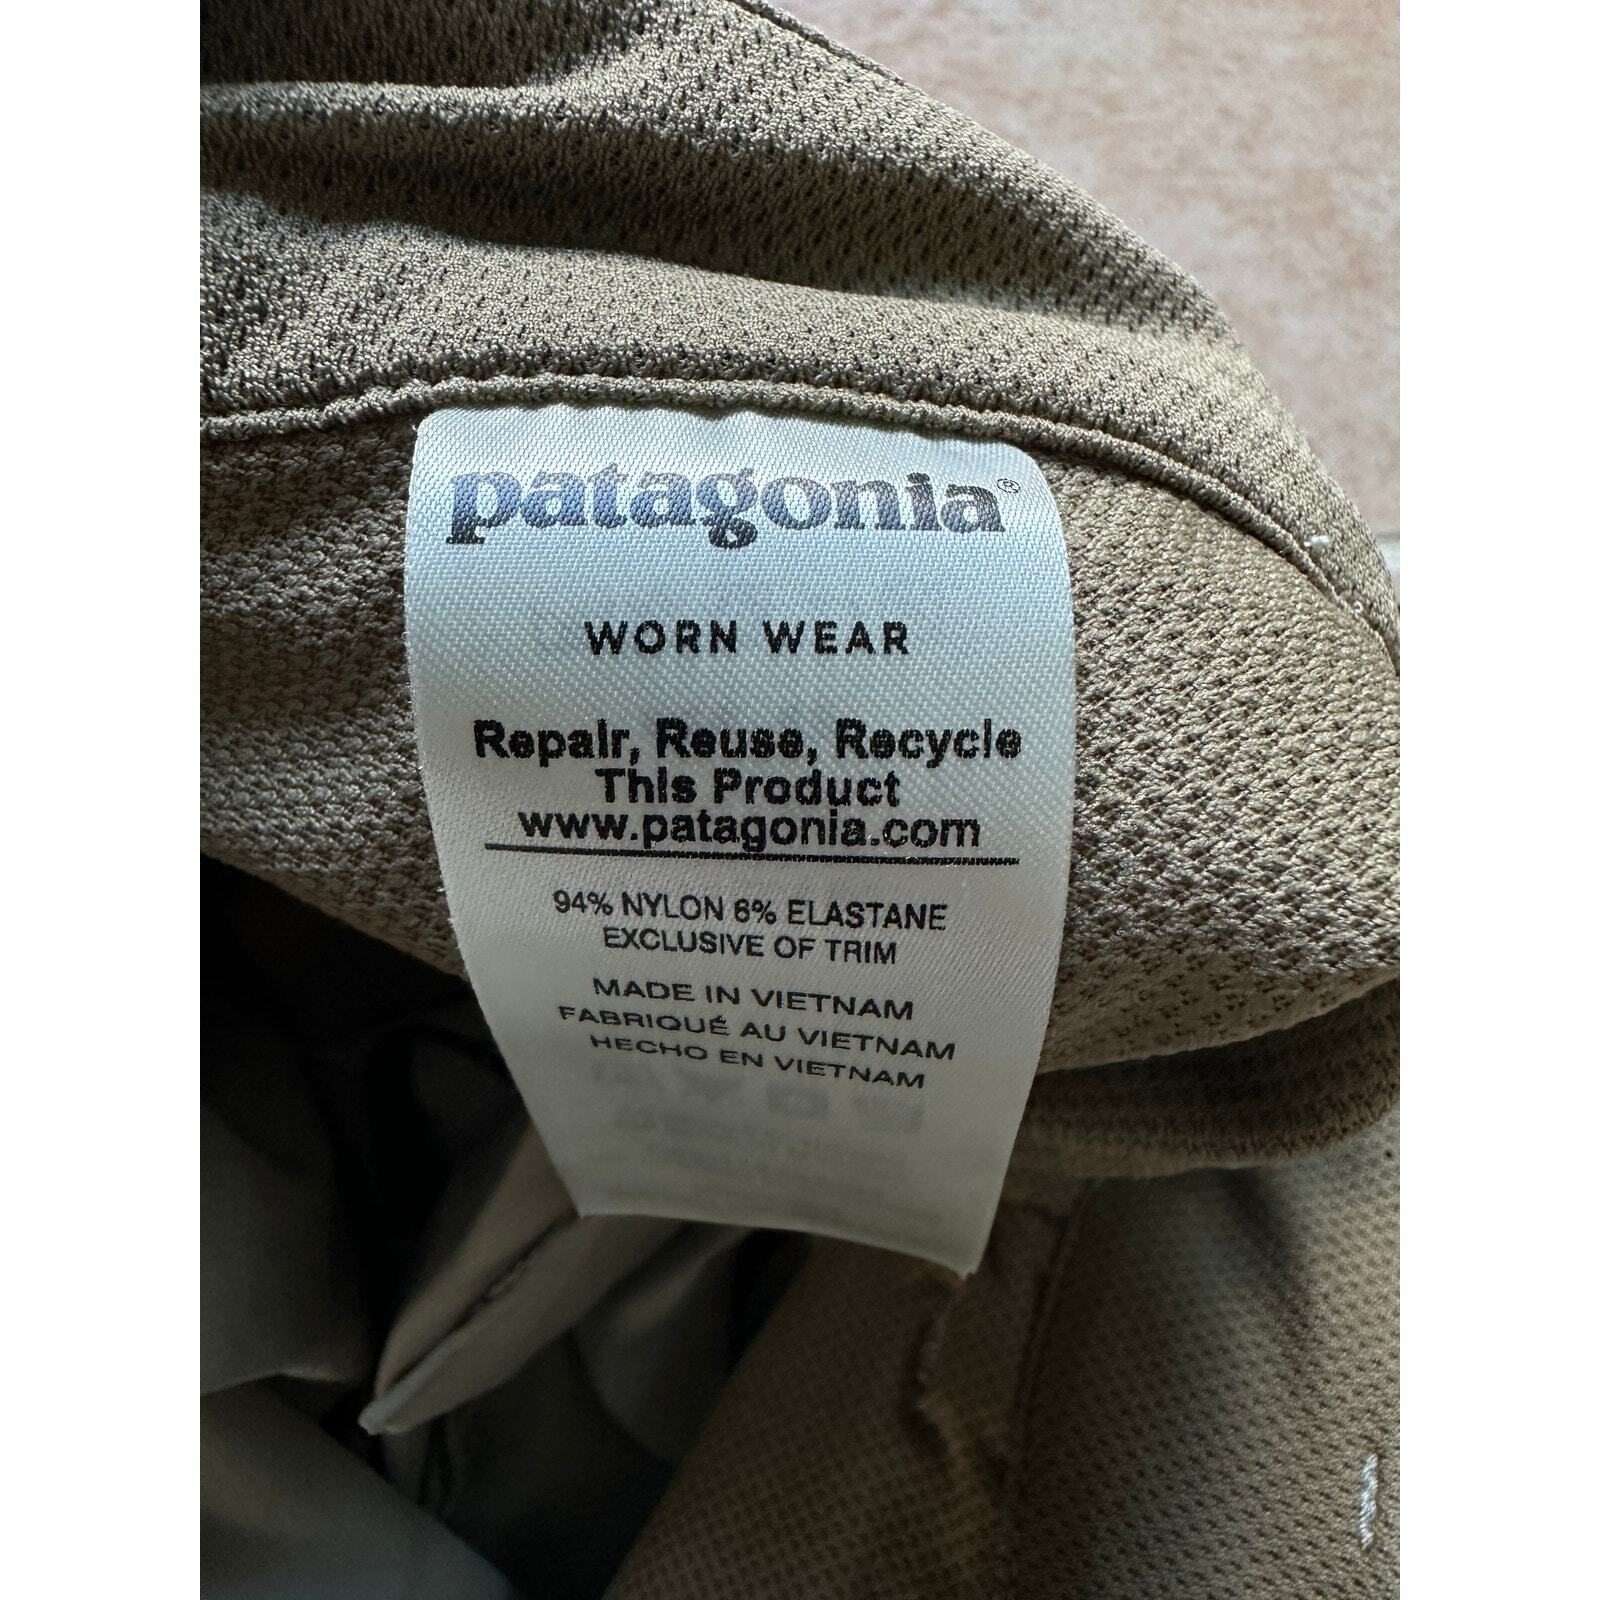 patagonia®
WORN WEAR
Repair, Reuse, Recycle
This Product
www.patagonia.com
94% NYLON 6% ELASTANE
EXCLUSIVE OF TRIM
MADE IN VIETNAM
FABRIQUÉ AU VIETNAM
HECHO EN VIETNAM